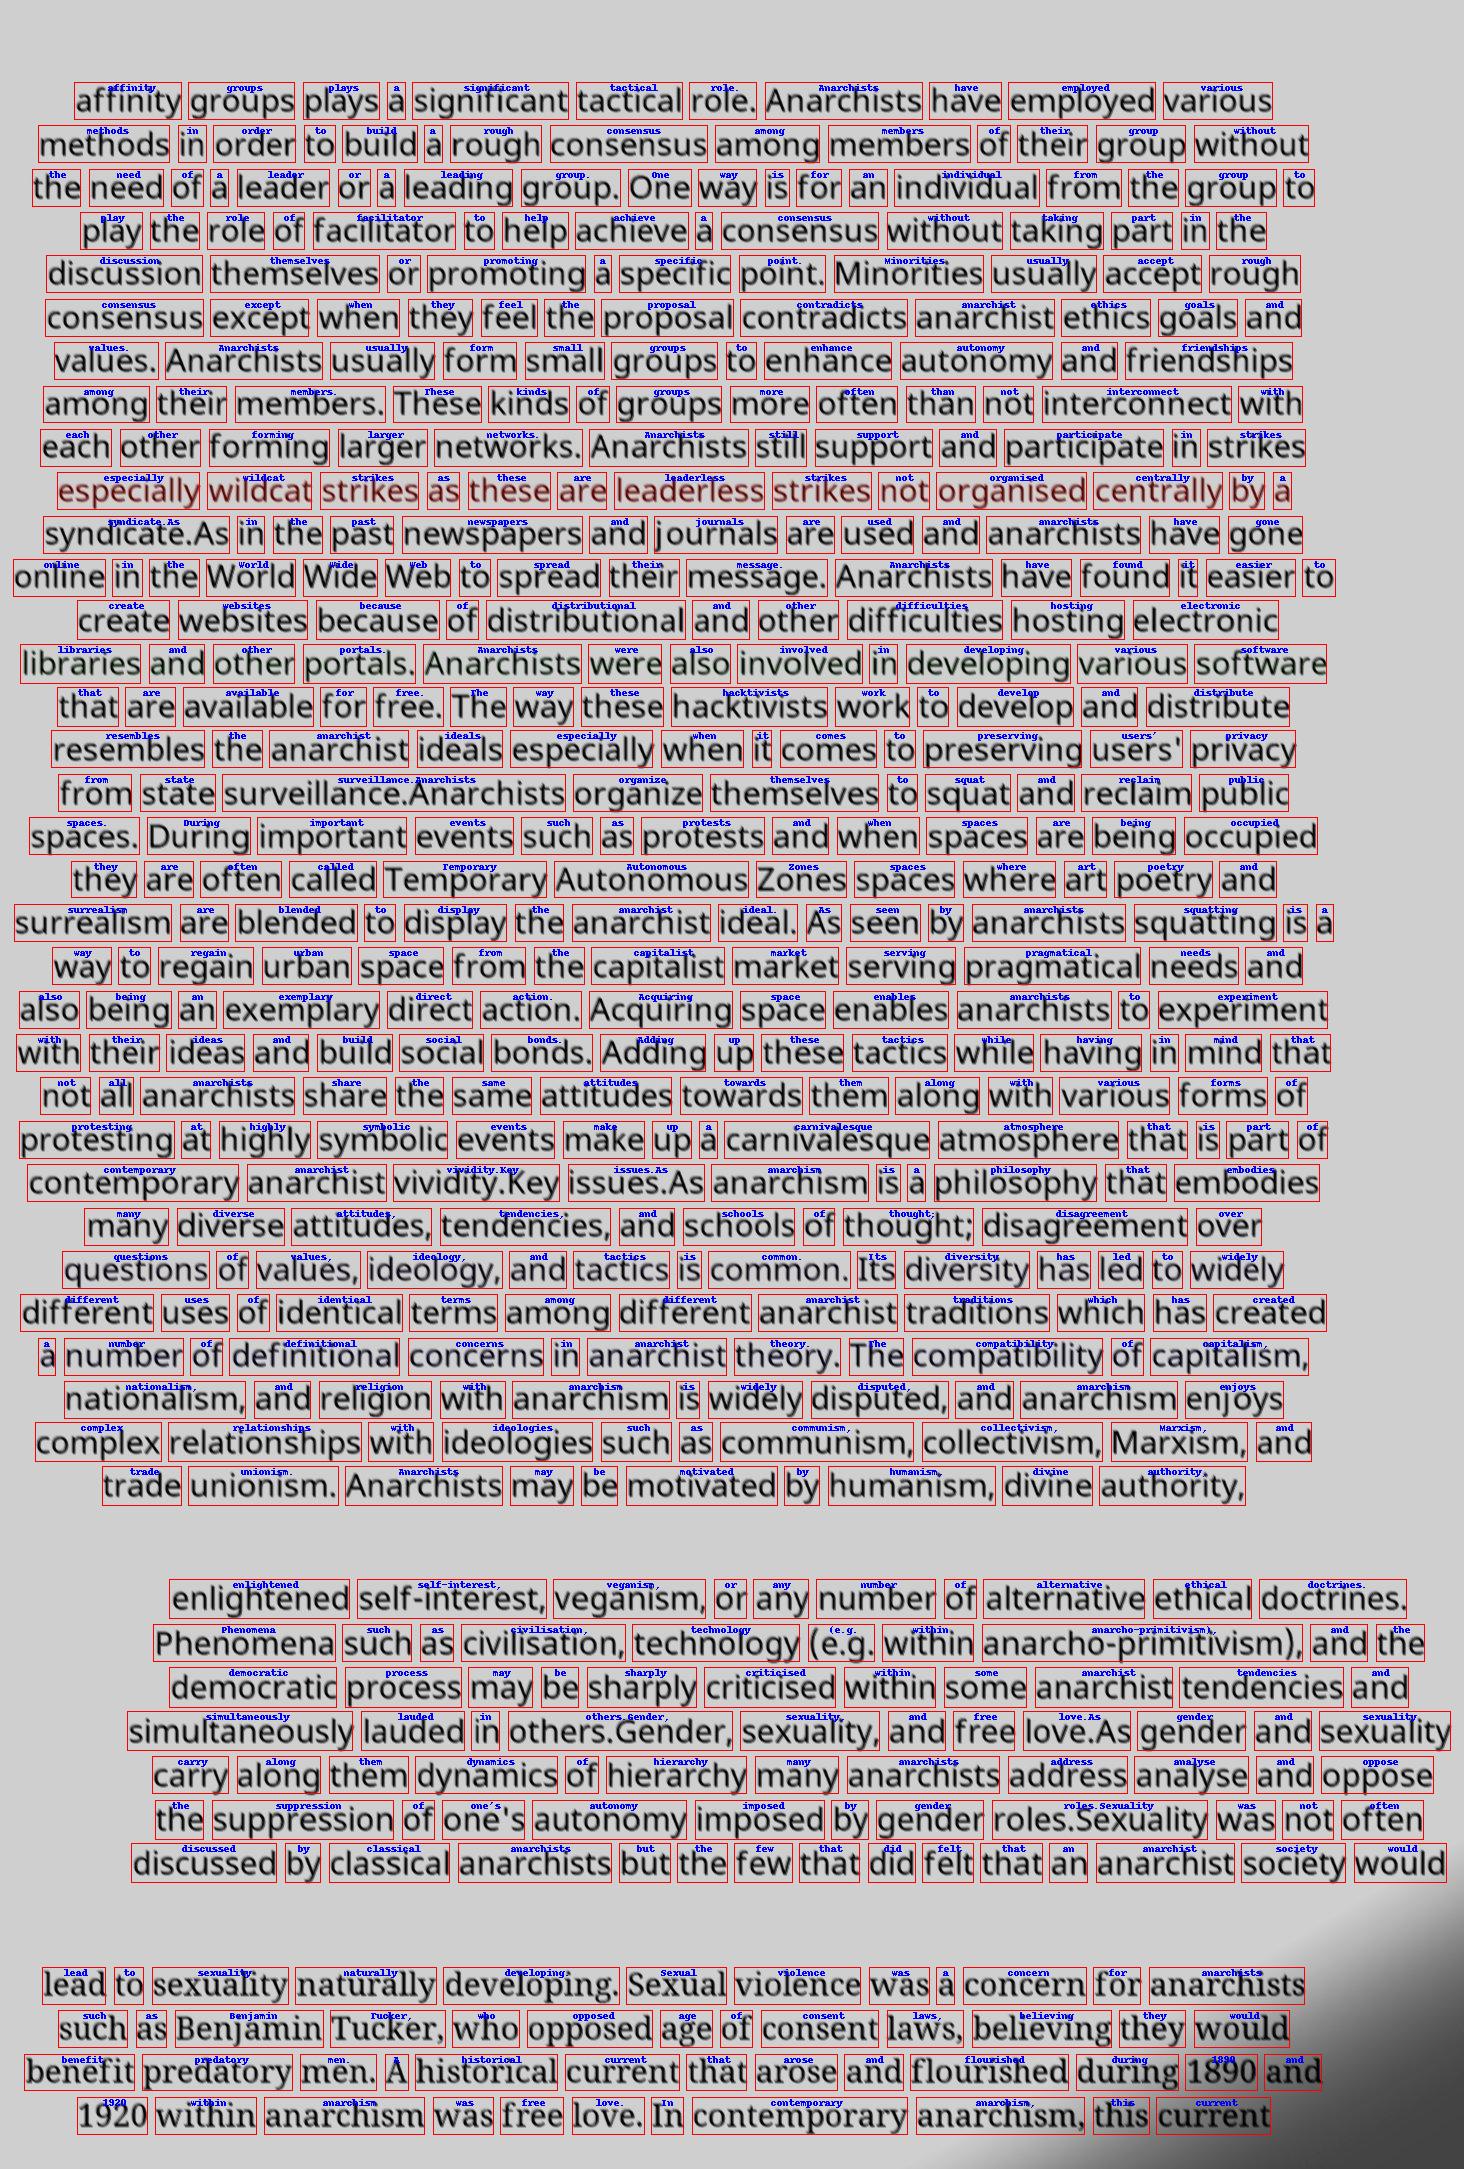 affinity groups plays a significant tactical role. Anarchists have employed various
methods in order to build a rough consensus among members of their group without
the need of a leader or a leading group. One way is for an individual from the group to
play the role of facilitator to help achieve a consensus without taking part in the
discussion themselves or promoting a specific point. Minorities usually accept rough
consensus except when they feel the proposal contradicts anarchist ethics goals and
values. Anarchists usually form small groups to enhance autonomy and friendships
among their members. These kinds of groups more often than not interconnect with
each other forming larger networks. Anarchists still support and participate in strikes
especially wildcat strikes as these are leaderless strikes not organised centrally by a
syndicate.As in the past newspapers and journals are used and anarchists have gone
online in the World Wide Web to spread their message. Anarchists have found it easier to
create websites because of distributional and other difficulties hosting electronic
libraries and other portals. Anarchists were also involved in developing various software
that are available for free. The way these hacktivists work to develop and distribute
resembles the anarchist ideals especially when it comes to preserving users' privacy
from state surveillance.Anarchists organize themselves to squat and reclaim public
spaces. During important events such as protests and when spaces are being occupied
they are often called Temporary Autonomous Zones spaces where art poetry and
surrealism are blended to display the anarchist ideal. As seen by anarchists squatting is a
way to regain urban space from the capitalist market serving pragmatical needs and
also being an exemplary direct action. Acquiring space enables anarchists to experiment
with their ideas and build social bonds. Adding up these tactics while having in mind that
not all anarchists share the same attitudes towards them along with various forms of
protesting at highly symbolic events make up a carnivalesque atmosphere that is part of
contemporary anarchist vividity.Key issues.As anarchism is a philosophy that embodies
many diverse attitudes, tendencies, and schools of thought; disagreement over
questions of values, ideology, and tactics is common. Its diversity has led to widely
different uses of identical terms among different anarchist traditions which has created
a number of definitional concerns in anarchist theory. The compatibility of capitalism,
nationalism, and religion with anarchism is widely disputed, and anarchism enjoys
complex relationships with ideologies such as communism, collectivism, Marxism, and
trade unionism. Anarchists may be motivated by humanism, divine authority,
enlightened self-interest, veganism, or any number of alternative ethical doctrines.
Phenomena such as civilisation, technology (e.g. within anarcho-primitivism), and the
democratic process may be sharply criticised within some anarchist tendencies and
simultaneously lauded in others.Gender, sexuality, and free love.As gender and sexuality
carry along them dynamics of hierarchy many anarchists address analyse and oppose
the suppression of one's autonomy imposed by gender roles.Sexuality was not often
discussed by classical anarchists but the few that did felt that an anarchist society would
lead to sexuality naturally developing. Sexual violence was a concern for anarchists
such as Benjamin Tucker, who opposed age of consent laws, believing they would
benefit predatory men. A historical current that arose and flourished during 1890 and
1920 within anarchism was free love. In contemporary anarchism, this current